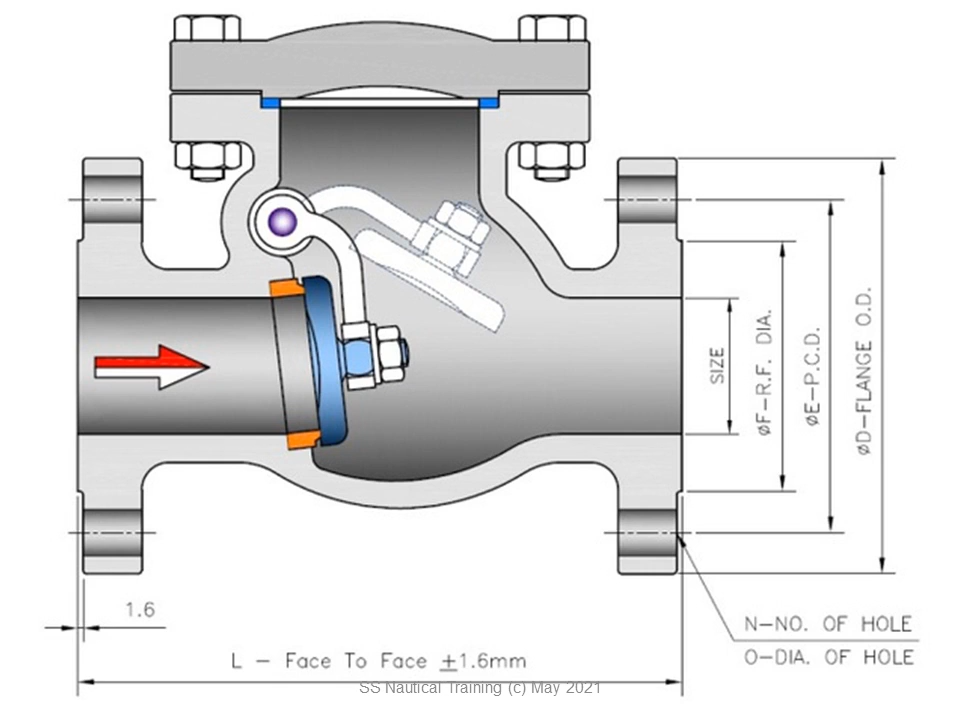 SIZE
øF-R.F. DIA.
øE-P.C.D.
øD-FLANGE O.D.
1.6
N-NO. OF HOLE
O-DIA. OF HOLE
L - Face To Face ±1.6mm
SS Nautical Training (c) May 2021